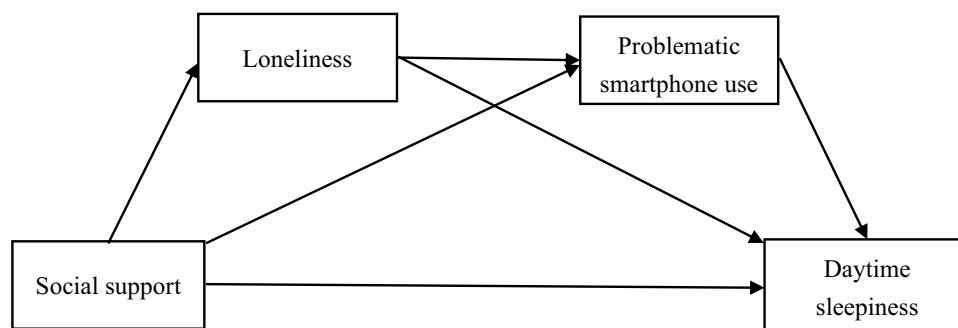 Loneliness
Problematic
smartphone use
Social support
Daytime
sleepiness